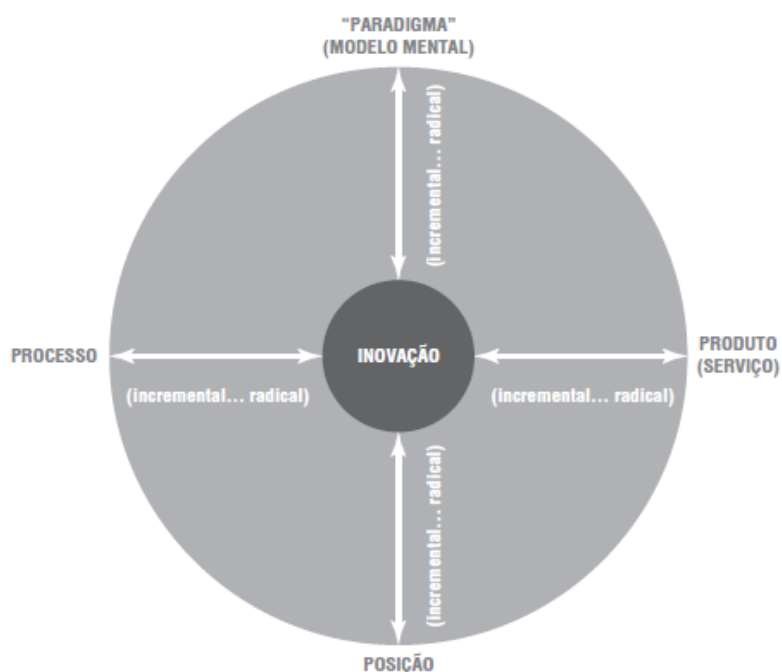 “PARADIGMA”
(MODELO MENTAL)
(incremental... radical)
PROCESSO
INOVAÇÃO
PRODUTO
(SERVIÇO)
(incremental... radical)
(incremental... radical)
(incremental... radical)
POSIÇÃO